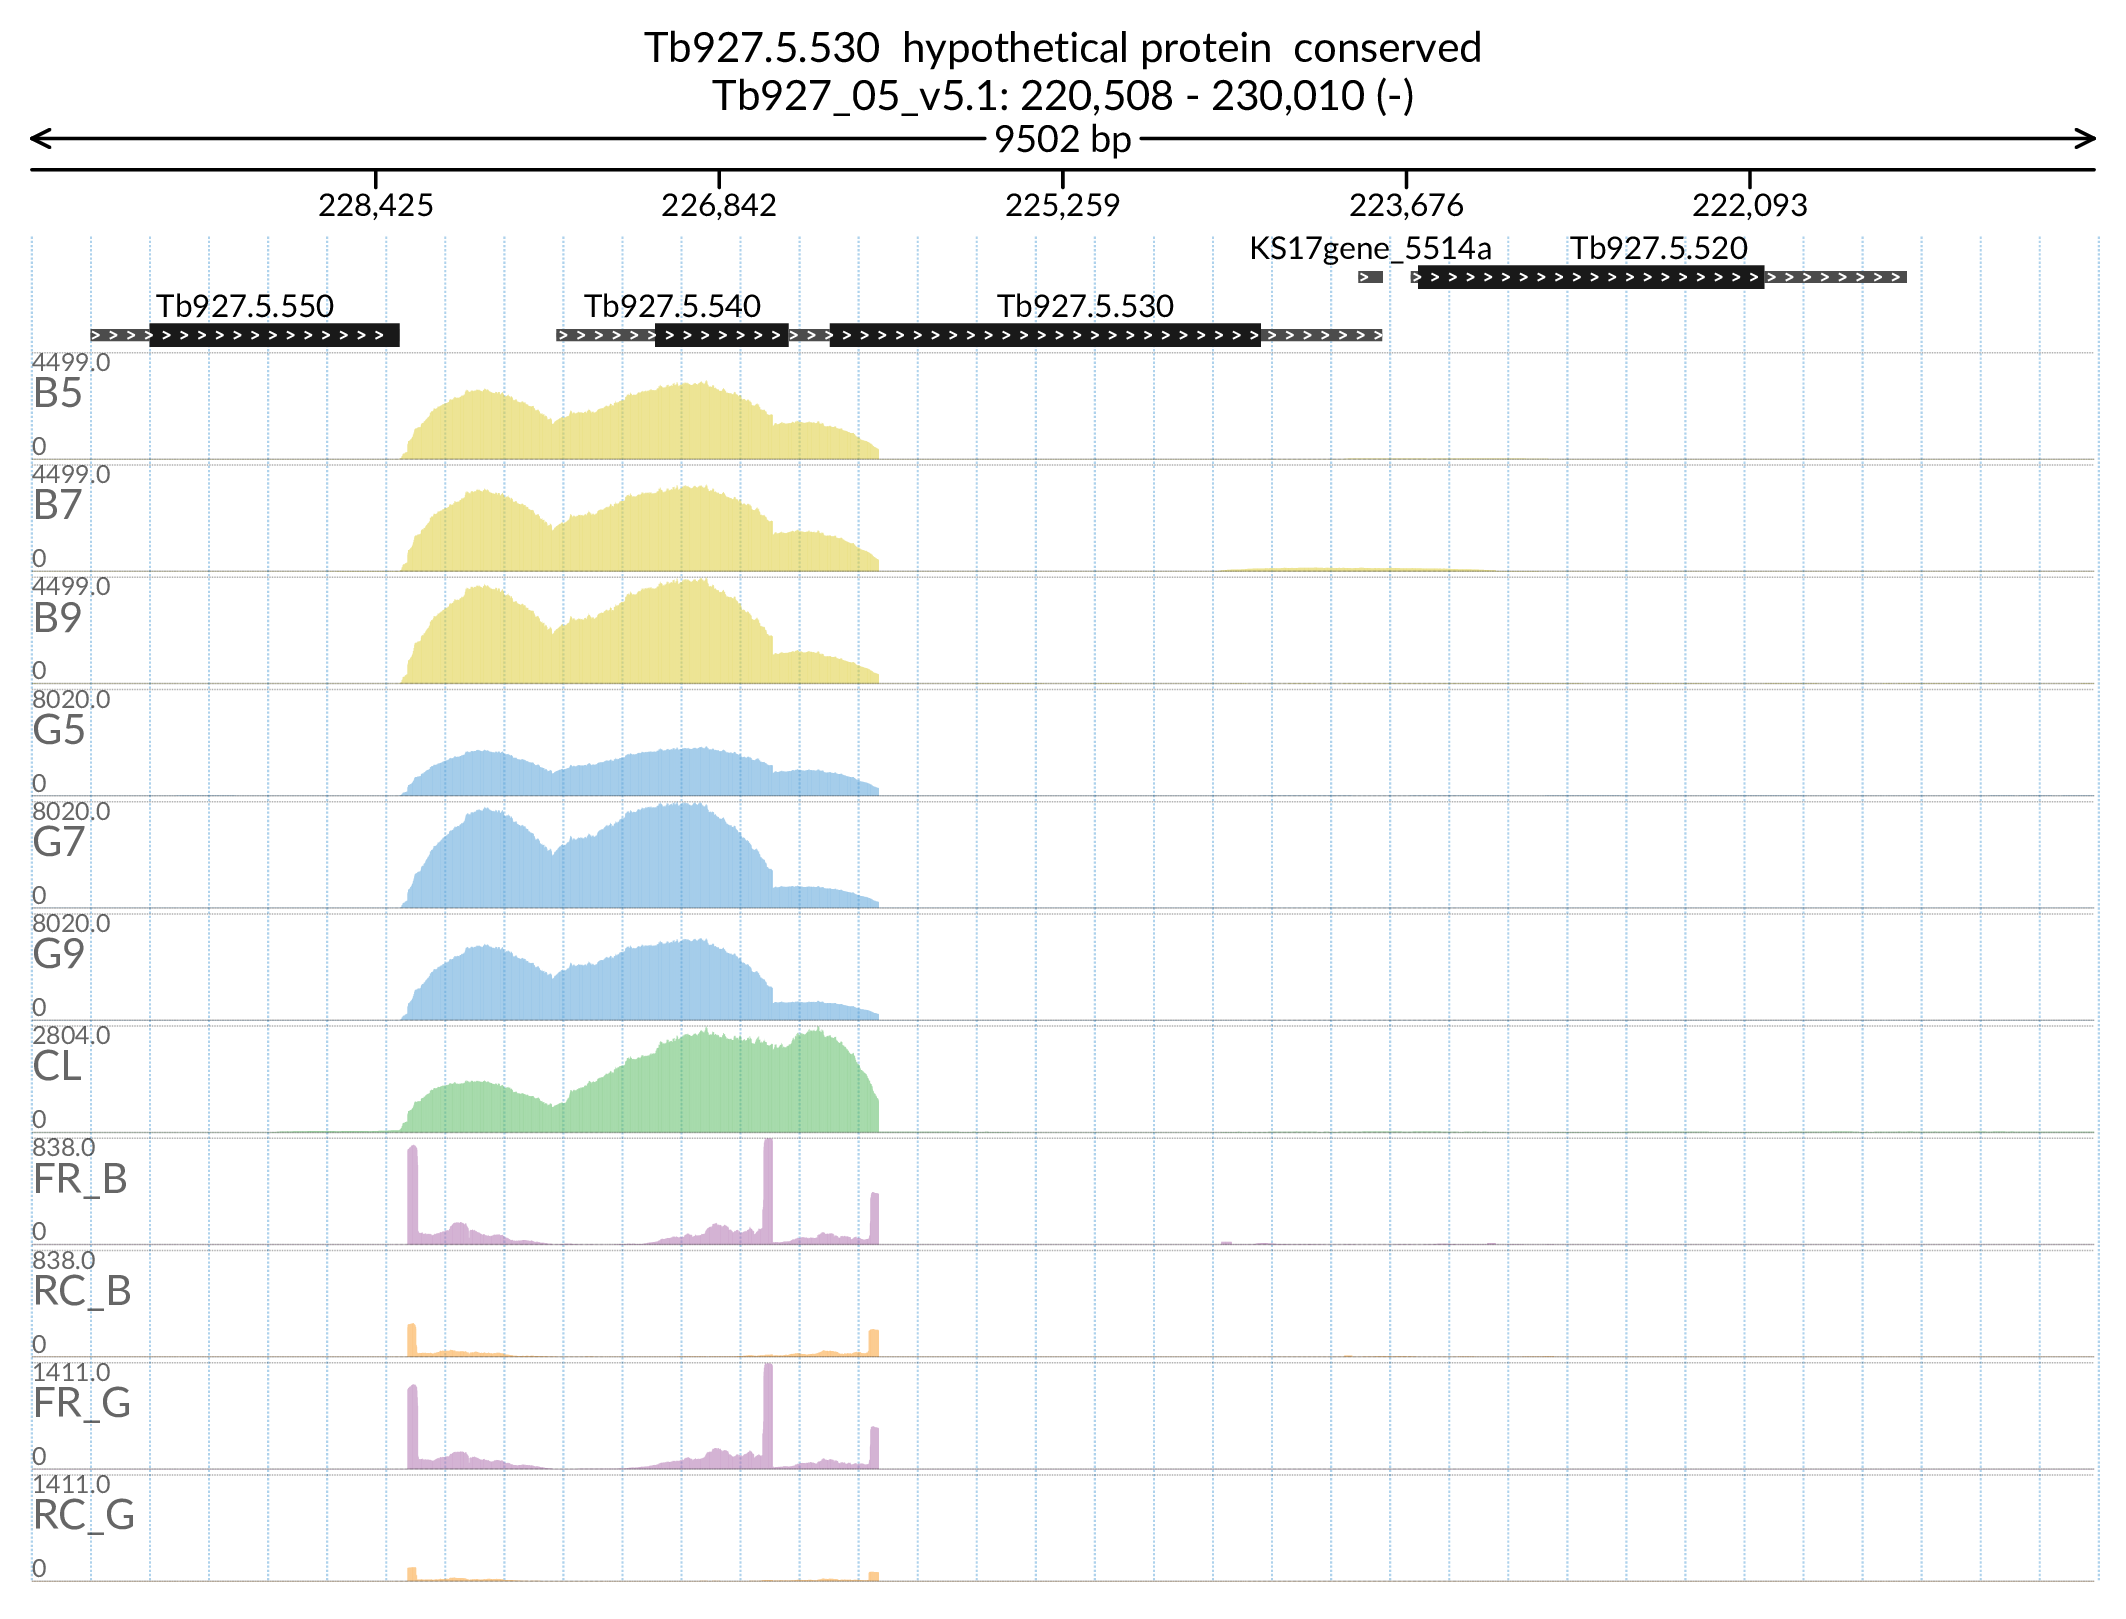 Tb927.5.530  hypothetical protein  conserved
Tb927_05_v5.1: 220,508 - 230,010 (-)
9502 bp
228,425 226,842 225,259 223,676 222,093
KS17gene_5514a Tb927.5.520
Tb927.5.550 Tb927.5.540 Tb927.5.530
4499.0
B5
0
4499.0
B7
0
4499.0
B9
0
8020.0
G5
0
8020.0
G7
0
8020.0
G9
0
2804.0
CL
0
838.0
FR_B
0
838.0
RC_B
0
1411.0
FR_G
0
1411.0
RC_G
0